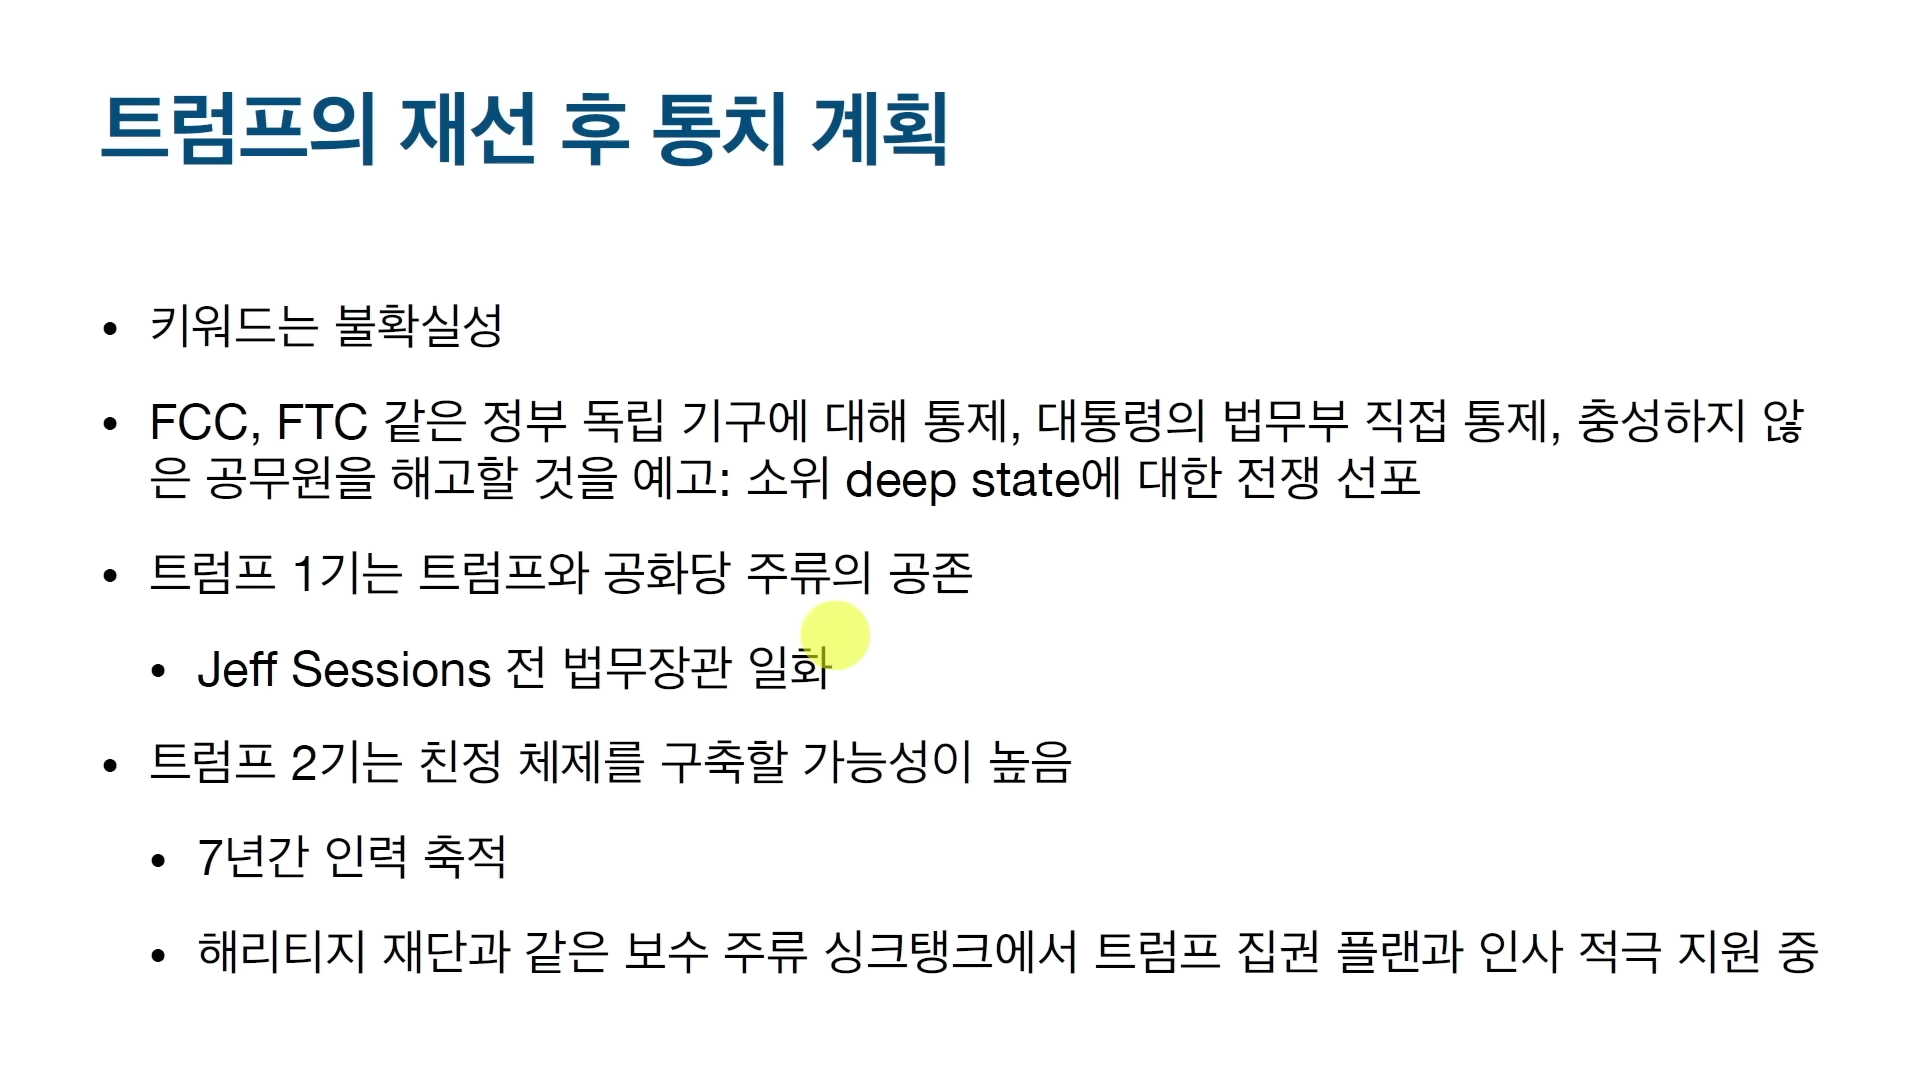 트럼프의 재선 후 통치 계획
• 키워드는 불확실성
• FCC, FTC 같은 정부 독립 기구에 대해 통제, 대통령의 법무부 직접 통제, 충성하지 않
은 공무원을 해고할 것을 예고: 소위 deep state에 대한 전쟁 선포
• 트럼프 1기는 트럼프와 공화당 주류의 공존
• Jeff Sessions 전 법무장관 일화
• 트럼프 2기는 친정 체제를 구축할 가능성이 높음
• 7년간 인력 축적
• 해리티지 재단과 같은 보수 주류 싱크탱크에서 트럼프 집권 플랜과 인사 적극 지원 중